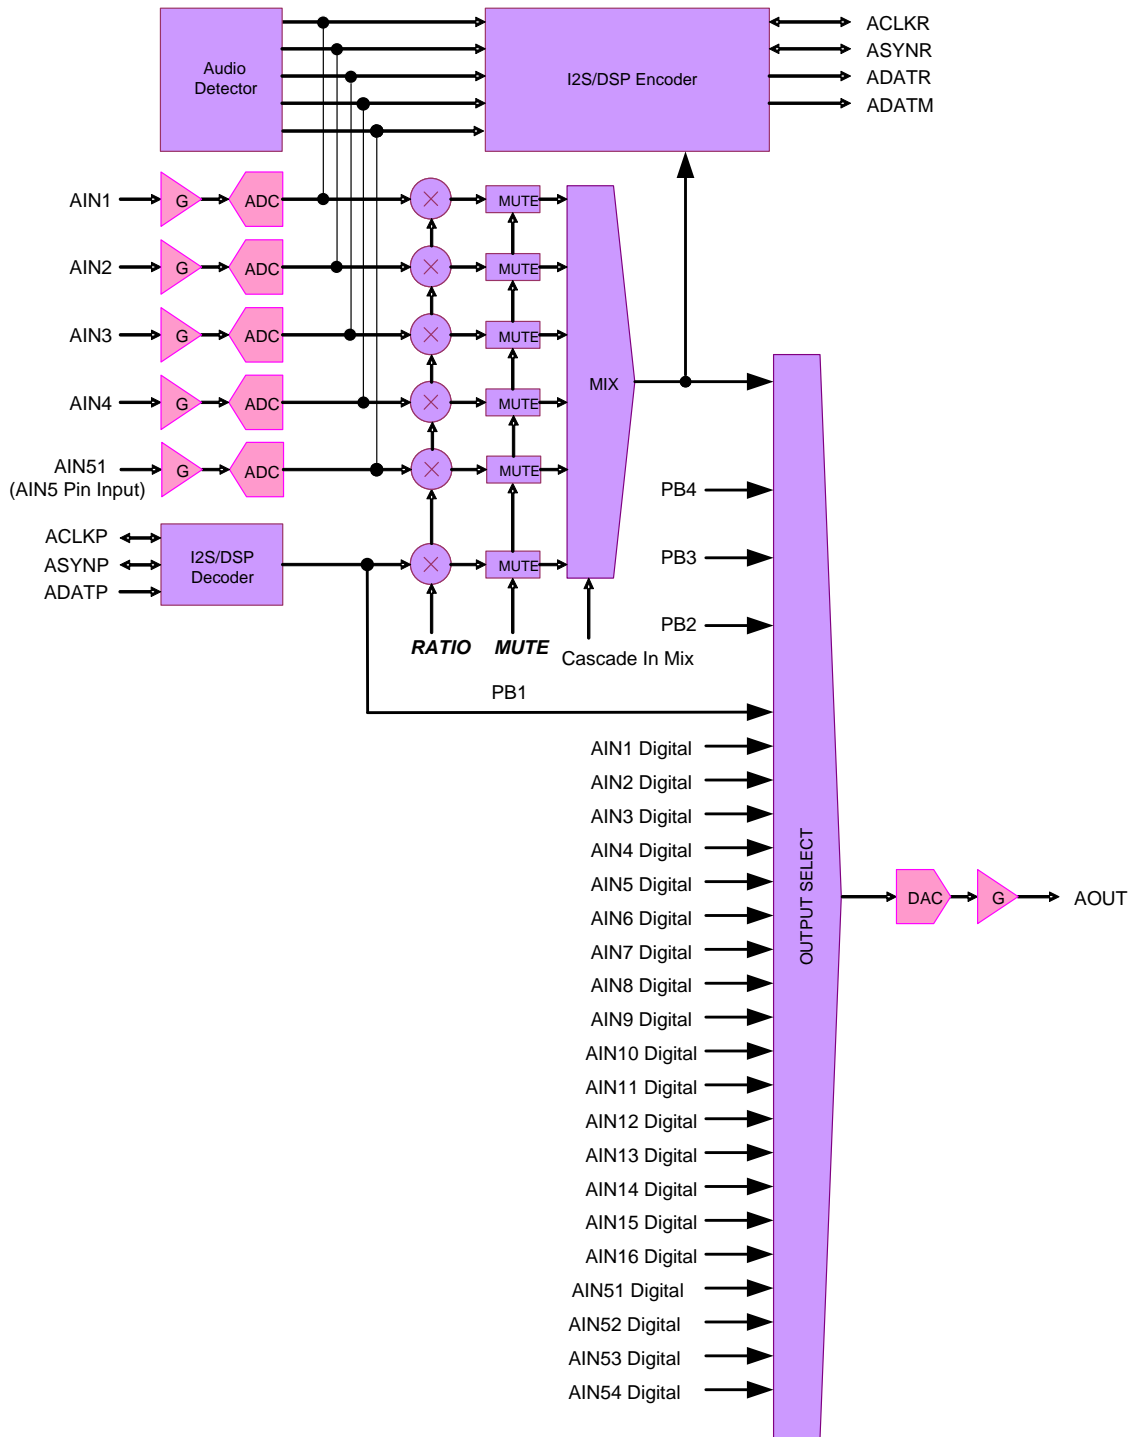 Audio
Detector
I2S/DSP Encoder
ACLKR
ASYNR
ADATR
ADATM
AIN1
G
ADC
MUTE
AIN2
G
ADC
MUTE
AIN3
G
ADC
MUTE
AIN4
G
ADC
MUTE
AIN51
(AIN5 Pin Input)
G
ADC
MUTE
MIX
ACLKP
ASYNP
ADATP
I2S/DSP
Decoder
MUTE
RATIO
MUTE
Cascade In Mix
PB4
PB3
PB2
PB1
AIN1 Digital
AIN2 Digital
AIN3 Digital
AIN4 Digital
AIN5 Digital
AIN6 Digital
AIN7 Digital
AIN8 Digital
AIN9 Digital
AIN10 Digital
AIN11 Digital
AIN12 Digital
AIN13 Digital
AIN14 Digital
AIN15 Digital
AIN16 Digital
AIN51 Digital
AIN52 Digital
AIN53 Digital
AIN54 Digital
OUTPUT SELECT
DAC
G
AOUT